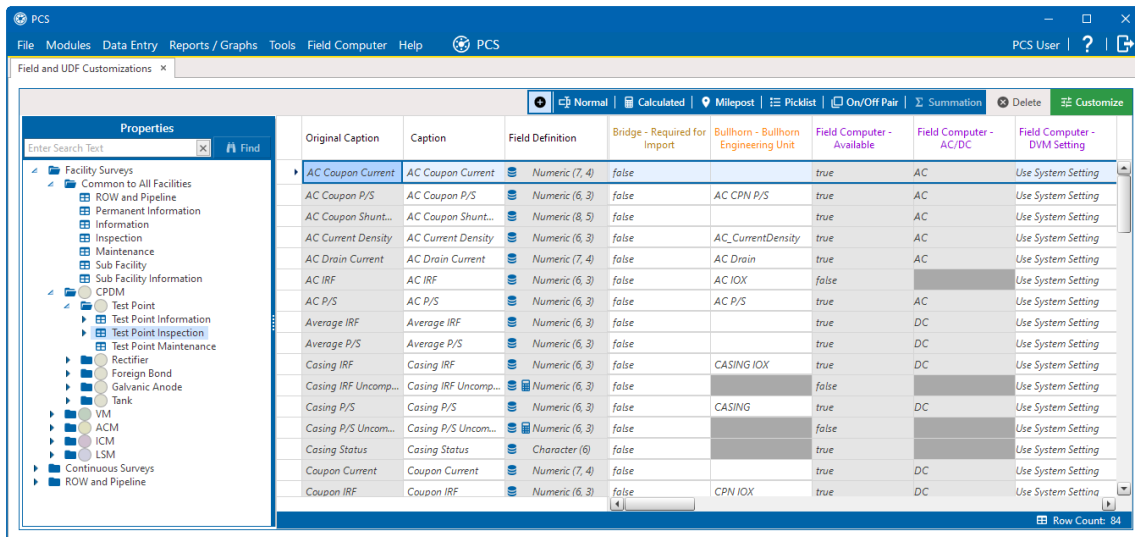 PCS
File Modules Data Entry Reports / Graphs Tools Field Computer Help PCS PCS User | ? |
Field and UDF Customizations ×
Normal | Calculated | Milepost | Picklist | On/Off Pair | Σ Summation Delete Customize
Properties
Enter Search Text × Find
Facility Surveys
Common to All Facilities
ROW and Pipeline
Permanent Information
Information
Inspection
Maintenance
Sub Facility
Sub Facility Information
CPDM
Test Point
Test Point Information
Test Point Inspection
Test Point Maintenance
Rectifier
Foreign Bond
Galvanic Anode
Tank
VM
ACM
ICM
LSM
Continuous Surveys
ROW and Pipeline
Original Caption Caption Field Definition Bridge - Required for Import Bullhorn - Bullhorn Engineering Unit Field Computer - Available Field Computer - AC/DC Field Computer - DVM Setting
AC Coupon Current AC Coupon Current Numeric (7, 4) false true AC Use System Setting
AC Coupon P/S AC Coupon P/S Numeric (6, 3) false AC CPN P/S true AC Use System Setting
AC Coupon Shunt... AC Coupon Shunt... Numeric (8, 5) false true AC Use System Setting
AC Current Density AC Current Density Numeric (6, 3) false AC_CurrentDensity true AC Use System Setting
AC Drain Current AC Drain Current Numeric (7, 4) false AC Drain true AC Use System Setting
AC IRF AC IRF Numeric (6, 3) false AC IOX false Use System Setting
AC P/S AC P/S Numeric (6, 3) false AC P/S true AC Use System Setting
Average IRF Average IRF Numeric (6, 3) false true DC Use System Setting
Average P/S Average P/S Numeric (6, 3) false true DC Use System Setting
Casing IRF Casing IRF Numeric (6, 3) false CASING IOX true DC Use System Setting
Casing IRF Uncomp... Casing IRF Uncomp... Numeric (6, 3) false false Use System Setting
Casing P/S Casing P/S Numeric (6, 3) false CASING true DC Use System Setting
Casing P/S Uncom... Casing P/S Uncom... Numeric (6, 3) false false Use System Setting
Casing Status Casing Status Character (6) false true Use System Setting
Coupon Current Coupon Current Numeric (7, 4) false true DC Use System Setting
Coupon IRF Coupon IRF Numeric (6, 3) false CPN IOX true DC Use System Setting
Row Count: 84